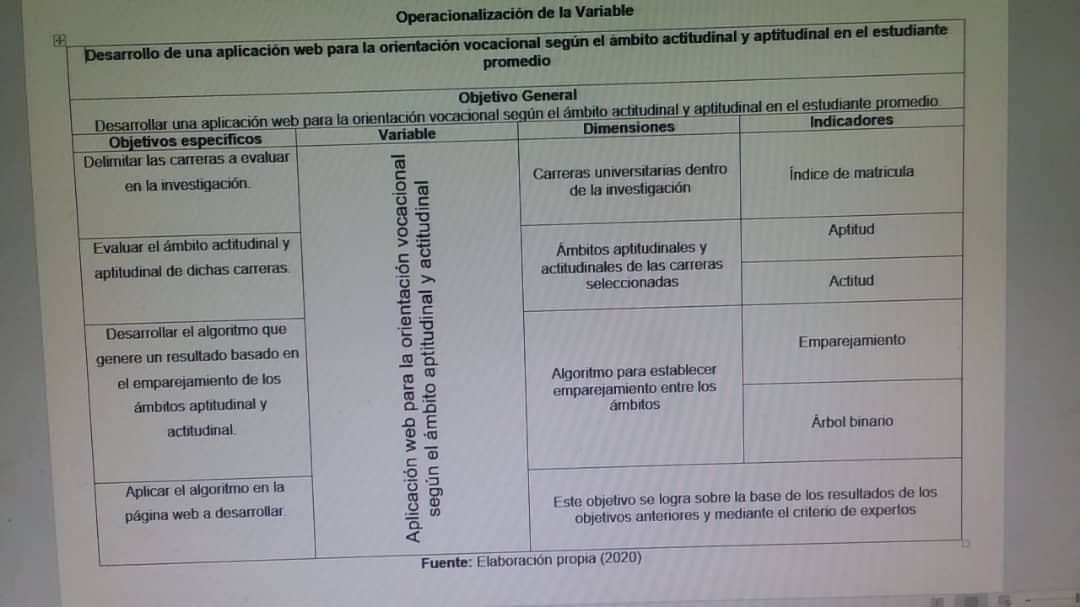 Operacionalización de la Variable
Desarrollo de una aplicación web para la orientación vocacional según el ámbito actitudinal y aptitudinal en el estudiante
promedio
Objetivo General
Desarrollar una aplicación web para la orientación vocacional según el ámbito actitudinal y aptitudinal en el estudiante promedio.
Objetivos especificos
Variable
Dimensiones
Indicadores
Delimitar las carreras a evaluar
en la investigación.
Aplicación web para la orientación vocacional
según el ámbito aptitudinal y actitudinal
Carreras universitarias dentro
de la investigación
Índice de matricula
Evaluar el ámbito actitudinal y
aptitudinal de dichas carreras.
Ámbitos aptitudinales y
actitudinales de las carreras
seleccionadas
Aptitud
Actitud
Desarrollar el algoritmo que
genere un resultado basado en
el emparejamiento de los
ámbitos aptitudinal y
actitudinal.
Algoritmo para establecer
emparejamiento entre los
ámbitos
Emparejamiento
Árbol binario
Aplicar el algoritmo en la
página web a desarrollar.
Este objetivo se logra sobre la base de los resultados de los
objetivos anteriores y mediante el criterio de expertos
Fuente: Elaboración propia (2020)